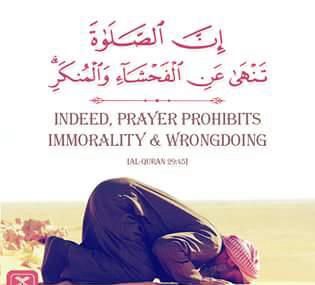 إِنَّ ٱلصَّلَوٰةَ
تَنْهَىٰ عَنِ ٱلْفَحْشَآءِ وَٱلْمُنكَرِ ۗ
INDEED, PRAYER PROHIBITS
IMMORALITY & WRONGDOING
[AL-QURAN 29:45]